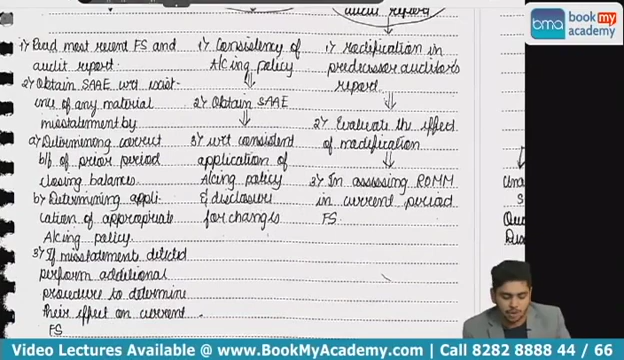 audit report
bma book my academy
1) Read most recent FS and
audit report.
2) Obtain SAAE wrt exist-
ence of any material
misstatement by
a) Determining correct
b/f of prior period
closing balances.
b) Determining appli-
cation of appropriate
A/cing policy.
3) If misstatement detected
perform additional
procedure to determine
their effect on current
FS
1) Consistency of
A/cing policy
2) Obtain SAAE
3) wrt consistent
application of
A/cing policy
& disclosure
for changes
1) modification in
predecessor auditor's
report
2) Evaluate the effect
of modification
3) In assessing ROMM
in current period
FS.
Video Lectures Available @ www.BookMyAcademy.com | Call 8282 8888 44 / 66